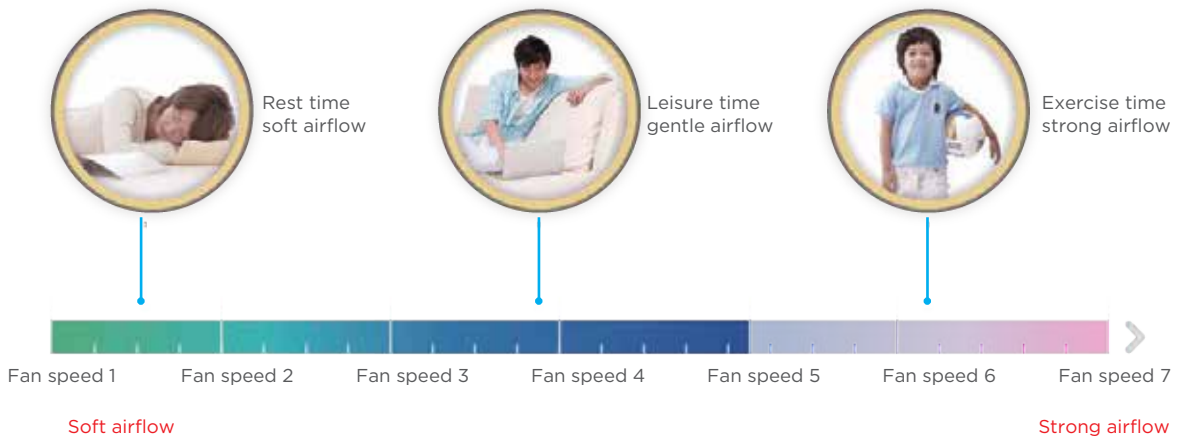 Rest time
soft airflow
Leisure time
gentle airflow
Exercise time
strong airflow
Fan speed 1
Fan speed 2
Fan speed 3
Fan speed 4
Fan speed 5
Fan speed 6
Fan speed 7
Soft airflow
Strong airflow